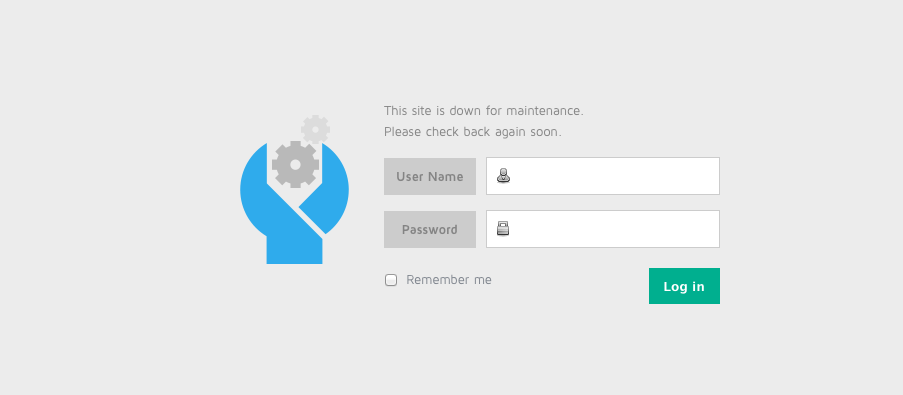 This site is down for maintenance.
Please check back again soon.
User Name
Password
Remember me
Log in